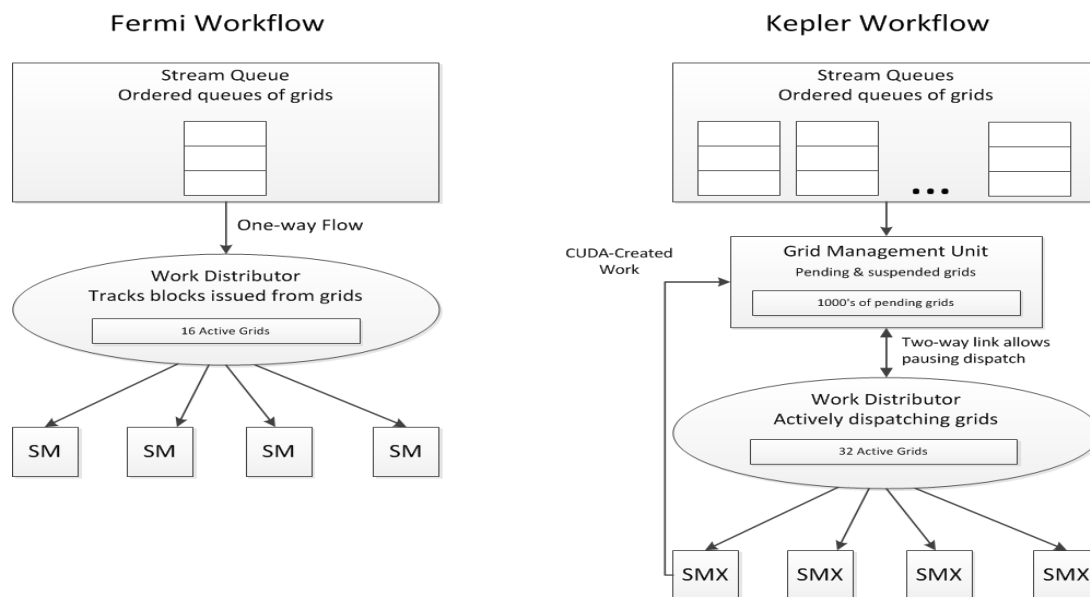 Fermi Workflow
Stream Queue
Ordered queues of grids
One-way Flow
Work Distributor
Tracks blocks issued from grids
16 Active Grids
SM
SM
SM
SM
Kepler Workflow
Stream Queues
Ordered queues of grids
...
CUDA-Created
Work
Grid Management Unit
Pending & suspended grids
1000's of pending grids
Two-way link allows
pausing dispatch
Work Distributor
Actively dispatching grids
32 Active Grids
SMX
SMX
SMX
SMX